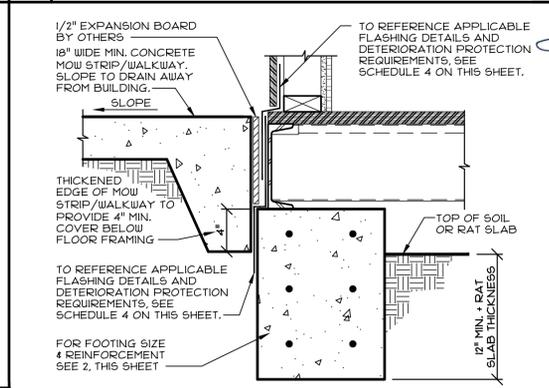 1/2" EXPANSION BOARD
BY OTHERS
18" WIDE MIN. CONCRETE
MOW STRIP/WALKWAY.
SLOPE TO DRAIN AWAY
FROM BUILDING.
SLOPE
THICKENED
EDGE OF MOW
STRIP/WALKWAY TO
PROVIDE 4" MIN.
COVER BELOW
FLOOR FRAMING
4"
TO REFERENCE APPLICABLE
FLASHING DETAILS AND
DETERIORATION PROTECTION
REQUIREMENTS, SEE
SCHEDULE 4 ON THIS SHEET.
FOR FOOTING SIZE
& REINFORCEMENT
SEE 2, THIS SHEET
TO REFERENCE APPLICABLE
FLASHING DETAILS AND
DETERIORATION PROTECTION
REQUIREMENTS, SEE
SCHEDULE 4 ON THIS SHEET.
TOP OF SOIL
OR RAT SLAB
12" MIN. + RAT
SLAB THICKNESS